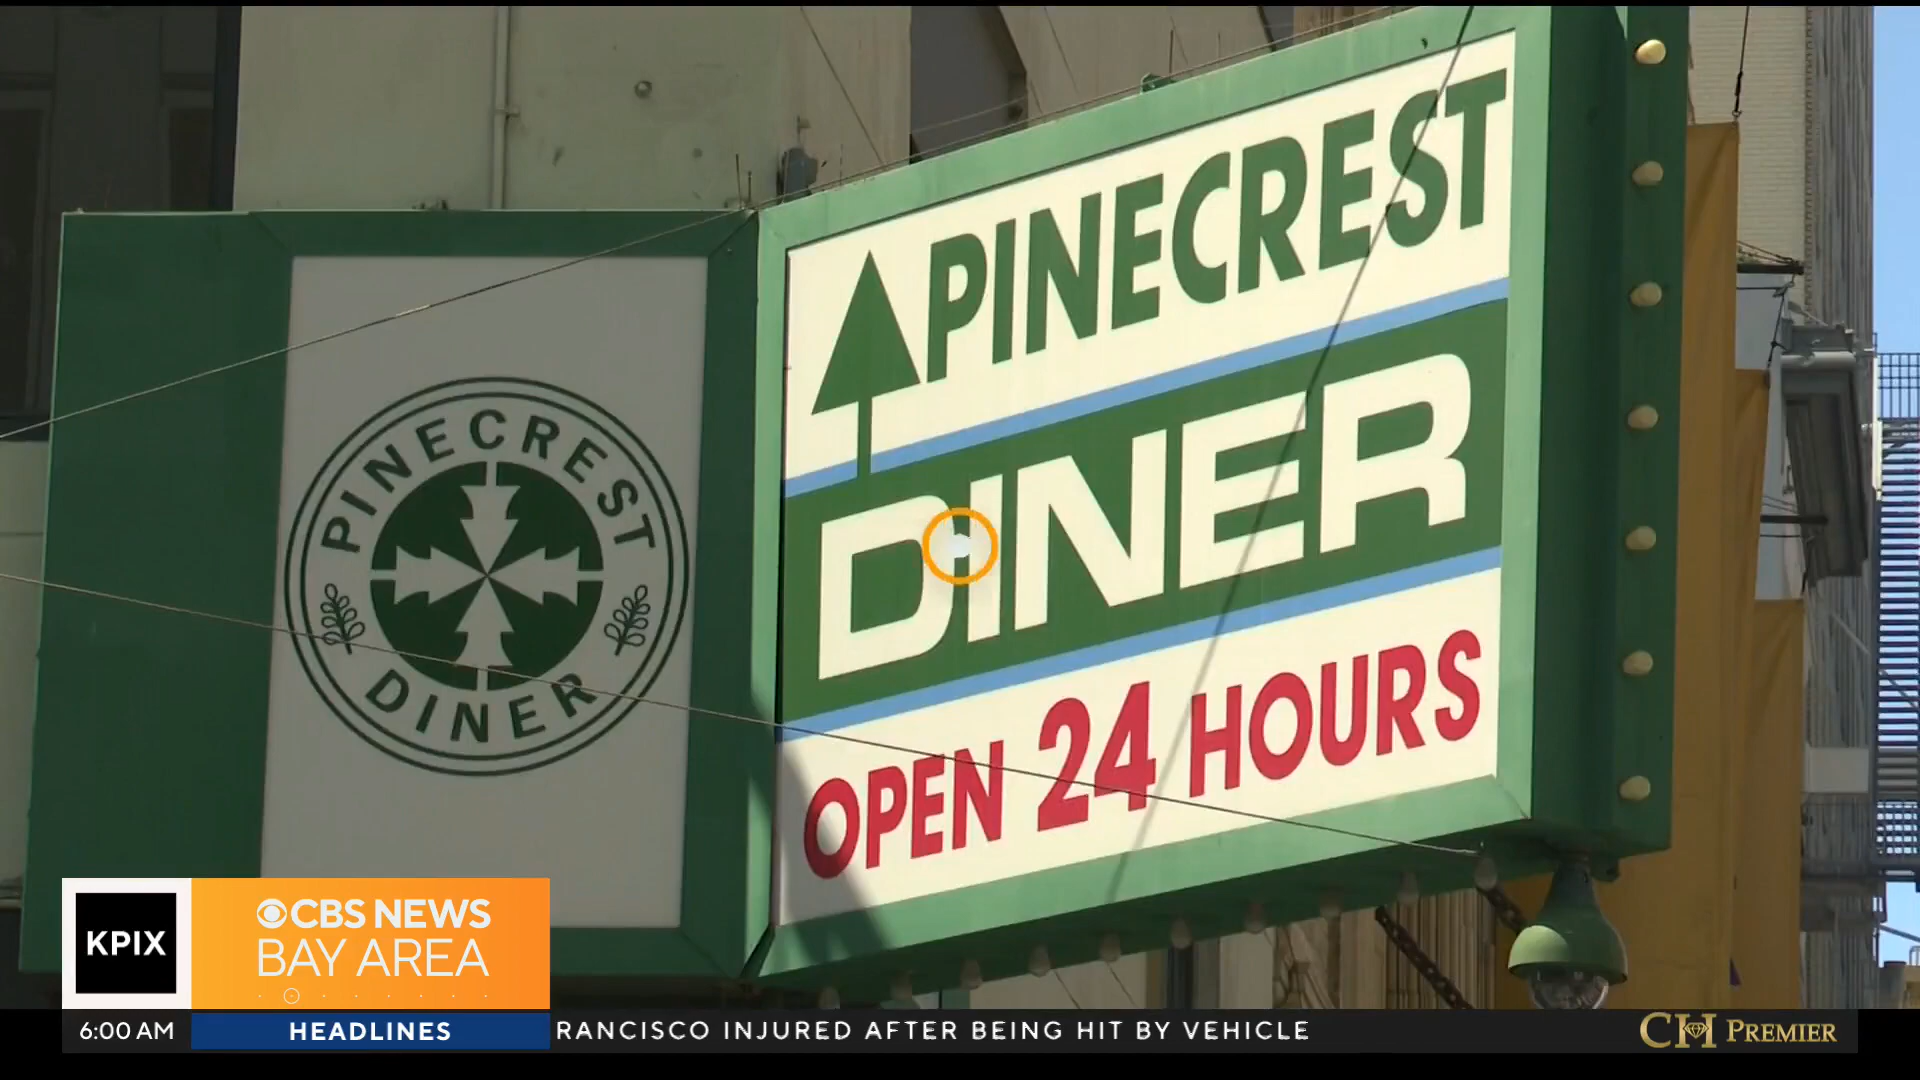 PINECREST
DINER
PINECREST
DINER
OPEN 24 HOURS
KPIX
CBS NEWS
BAY AREA
6:00 AM
HEADLINES
RANCISCO INJURED AFTER BEING HIT BY VEHICLE
CH PREMIER